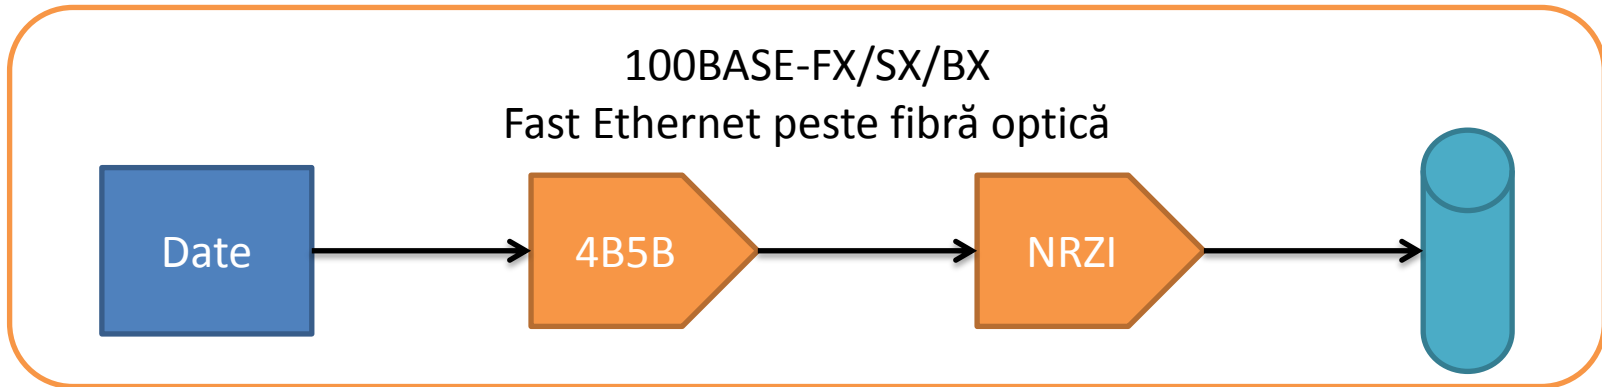 100BASE-FX/SX/BX
Fast Ethernet peste fibră optică
Date
4B5B
NRZI